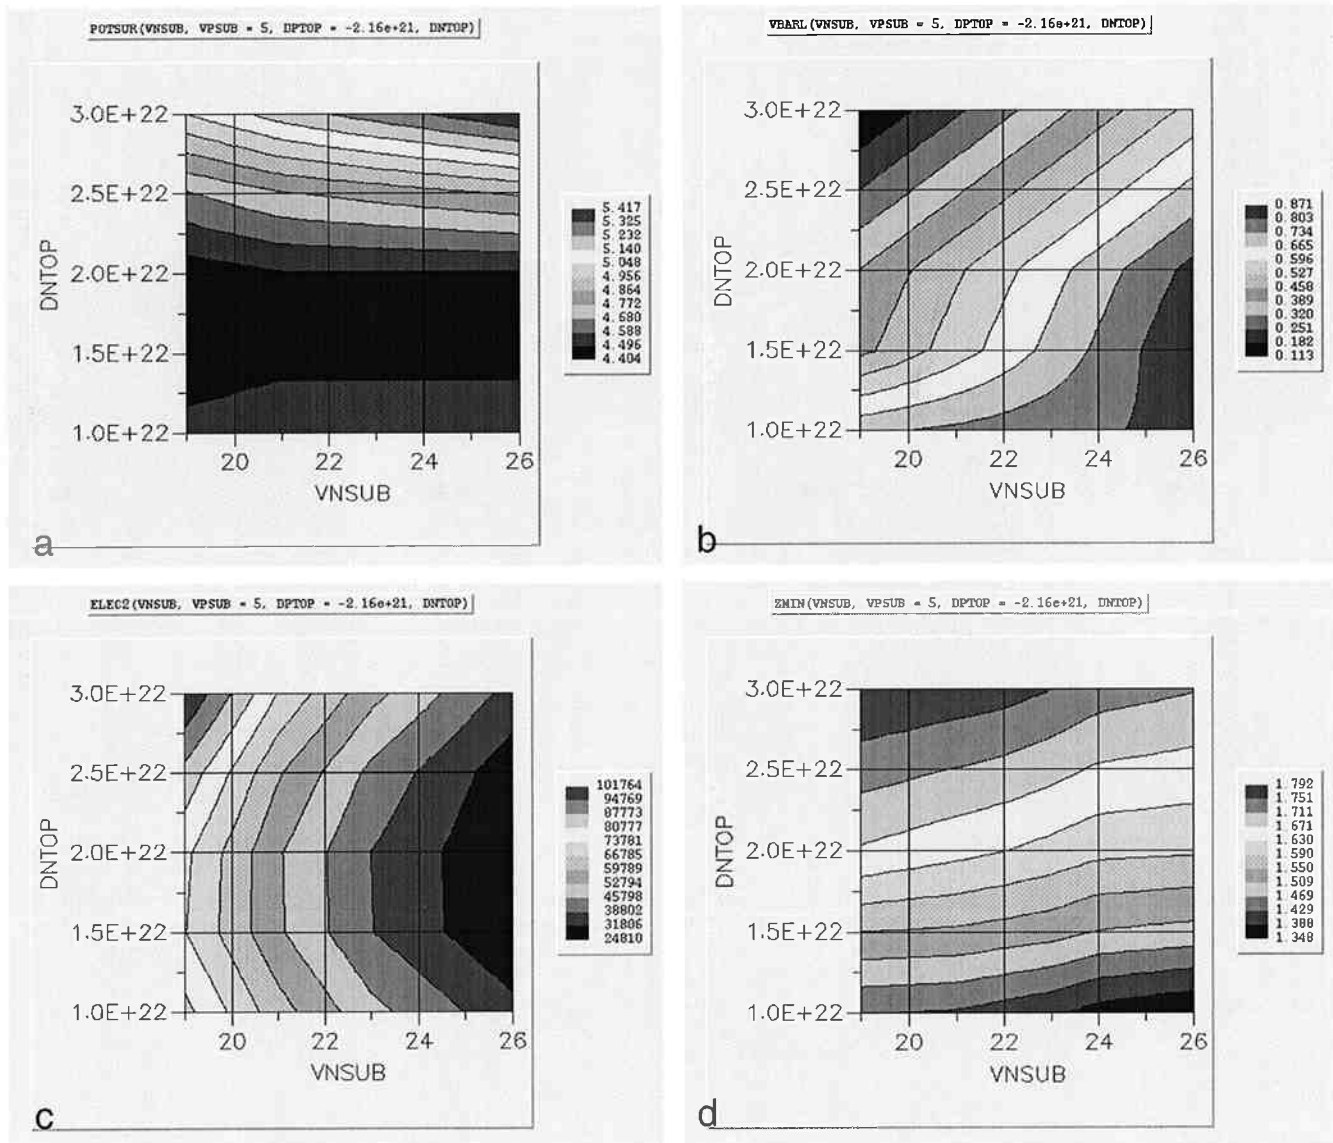 POTSUR(VNSUB, VPSUB = 5, DPTOP = -2.16e+21, DNTOP)
3.0E+22
2.5E+22
2.0E+22
1.5E+22
1.0E+22
DNTOP
20 22 24 26
VNSUB
5.417
5.325
5.232
5.140
5.048
4.956
4.864
4.772
4.680
4.588
4.496
4.404
a
VBARL(VNSUB, VPSUB = 5, DPTOP = -2.16e+21, DNTOP)
3.0E+22
2.5E+22
2.0E+22
1.5E+22
1.0E+22
DNTOP
20 22 24 26
VNSUB
0.871
0.803
0.734
0.665
0.596
0.527
0.458
0.389
0.320
0.251
0.182
0.113
b
ELEC2(VNSUB, VPSUB = 5, DPTOP = -2.16e+21, DNTOP)
3.0E+22
2.5E+22
2.0E+22
1.5E+22
1.0E+22
DNTOP
20 22 24 26
VNSUB
101764
94769
87773
80777
73781
66785
59789
52794
45798
38802
31806
24810
c
ZMIN(VNSUB, VPSUB = 5, DPTOP = -2.16e+21, DNTOP)
3.0E+22
2.5E+22
2.0E+22
1.5E+22
1.0E+22
DNTOP
20 22 24 26
VNSUB
1.792
1.751
1.711
1.671
1.630
1.590
1.550
1.509
1.469
1.429
1.388
1.348
d